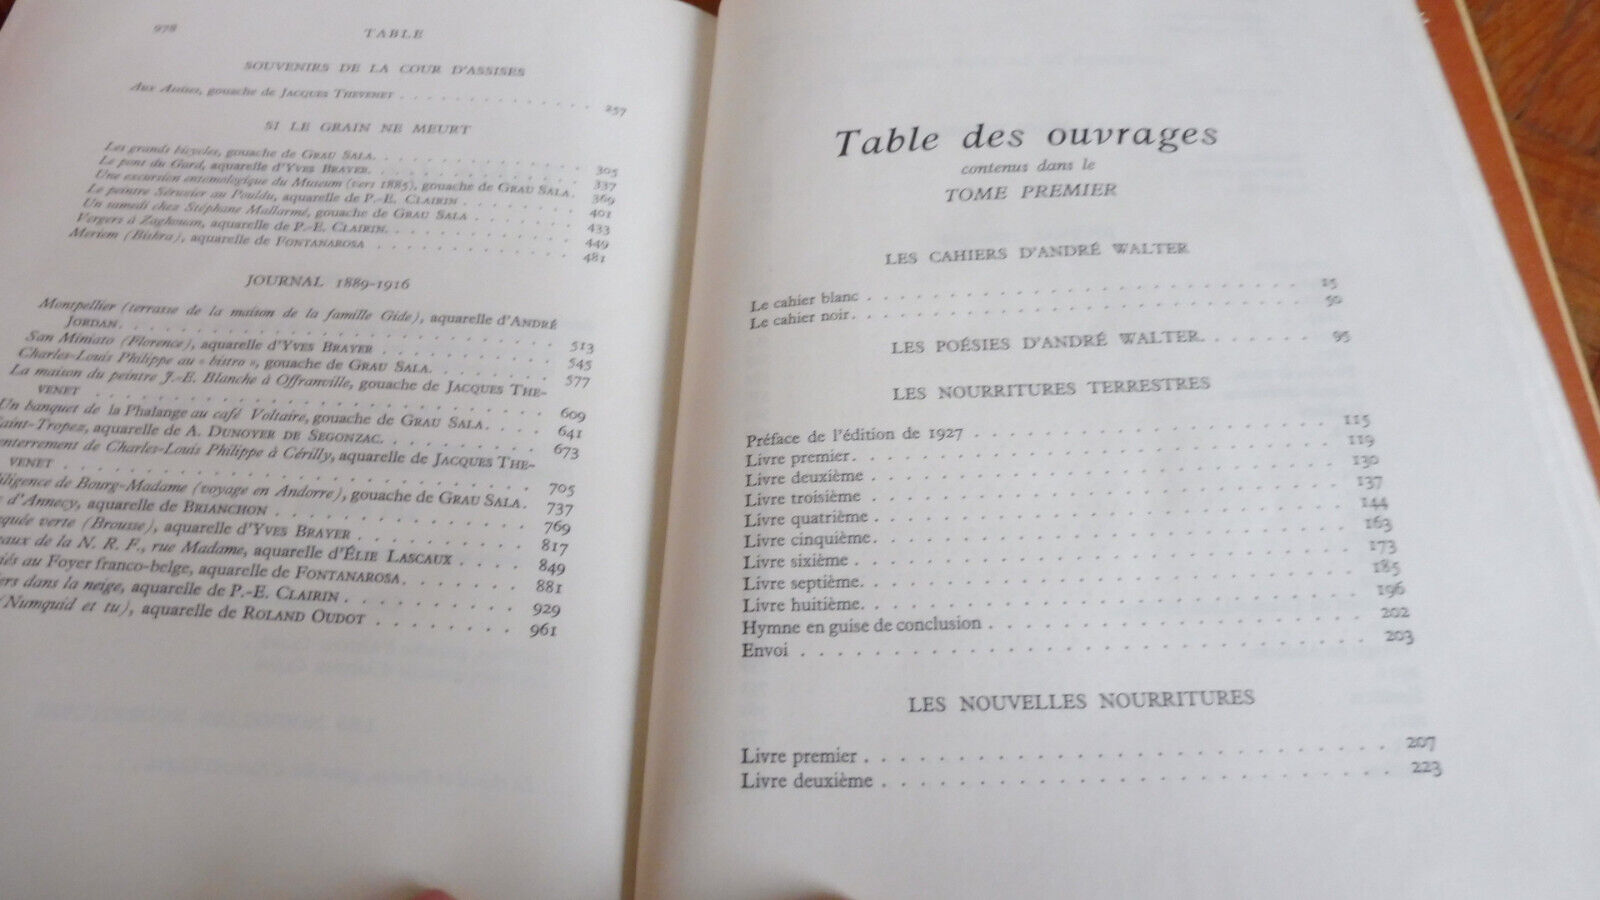 978
TABLE
SOUVENIRS DE LA COUR D'ASSISES
Aux Assises, gouache de JACQUES THEVENET . . . . . . . . . . . . . . 257
SI LE GRAIN NE MEURT
Les grands bicycles, gouache de GRAU SALA. . . . . . . . . . . . . . 305
Le pont du Gard, aquarelle d'YVES BRAYER. . . . . . . . . . . . . . 337
Une excursion entomologique du Museum (vers 1885), gouache de GRAU SALA. 369
Le peintre Séruzier au Pouldu, aquarelle de P.-E. CLAIRIN . . . . . . . 401
Un samedi chez Stéphane Mallarmé, gouache de GRAU SALA . . . . . . . 433
Vergers à Zaghouan, aquarelle de P.-E. CLAIRIN. . . . . . . . . . . . 449
Meriem (Biskra), aquarelle de FONTANAROSA . . . . . . . . . . . . . 481
JOURNAL 1889-1916
Montpellier (terrasse de la maison de la famille Gide), aquarelle d'ANDRÉ
JORDAN. . . . . . . . . . . . . . . . . . . . . . . . . . . 513
San Miniato (Florence), aquarelle d'YVES BRAYER . . . . . . . . . . . 545
Charles-Louis Philippe au « bistro », gouache de GRAU SALA. . . . . . . 577
La maison du peintre J.-E. Blanche à Offranville, gouache de JACQUES THE-
VENET . . . . . . . . . . . . . . . . . . . . . . . . . . . 609
Un banquet de la Phalange au café Voltaire, gouache de GRAU SALA. . . . 641
aint-Tropez, aquarelle de A. DUNOYER DE SEGONZAC. . . . . . . . . . 673
enterrement de Charles-Louis Philippe à Cérilly, aquarelle de JACQUES THE-
VENET . . . . . . . . . . . . . . . . . . . . . . . . . . . 705
iligence de Bourg-Madame (voyage en Andorre), gouache de GRAU SALA. 737
d'Annecy, aquarelle de BRIANCHON . . . . . . . . . . . . . . . . 769
quée verte (Brousse), aquarelle d'YVES BRAYER . . . . . . . . . . . . 817
eaux de la N. R. F., rue Madame, aquarelle d'ÉLIE LASCAUX . . . . 849
iés au Foyer franco-belge, aquarelle de FONTANAROSA. . . . . . . . . 881
ers dans la neige, aquarelle de P.-E. CLAIRIN . . . . . . . . . . . . 929
(Numquid et tu), aquarelle de ROLAND OUDOT . . . . . . . . . . 961
Table des ouvrages
contenus dans le
TOME PREMIER
LES CAHIERS D'ANDRÉ WALTER
Le cahier blanc . . . . . . . . . . . . . . . . . . . . . . . . 15
Le cahier noir. . . . . . . . . . . . . . . . . . . . . . . . . 50
LES POÉSIES D'ANDRÉ WALTER. . . . . . . 95
LES NOURRITURES TERRESTRES
Préface de l'édition de 1927 . . . . . . . . . . . . . . . . . . . 115
Livre premier. . . . . . . . . . . . . . . . . . . . . . . . . 119
Livre deuxième . . . . . . . . . . . . . . . . . . . . . . . . 130
Livre troisième . . . . . . . . . . . . . . . . . . . . . . . . 137
Livre quatrième . . . . . . . . . . . . . . . . . . . . . . . . 144
Livre cinquième. . . . . . . . . . . . . . . . . . . . . . . . 163
Livre sixième . . . . . . . . . . . . . . . . . . . . . . . . . 173
Livre septième. . . . . . . . . . . . . . . . . . . . . . . . . 185
Livre huitième. . . . . . . . . . . . . . . . . . . . . . . . . 196
Hymne en guise de conclusion . . . . . . . . . . . . . . . . . . 202
Envoi . . . . . . . . . . . . . . . . . . . . . . . . . . . . 203
LES NOUVELLES NOURRITURES
Livre premier . . . . . . . . . . . . . . . . . . . . . . . . . 207
Livre deuxième . . . . . . . . . . . . . . . . . . . . . . . . 223